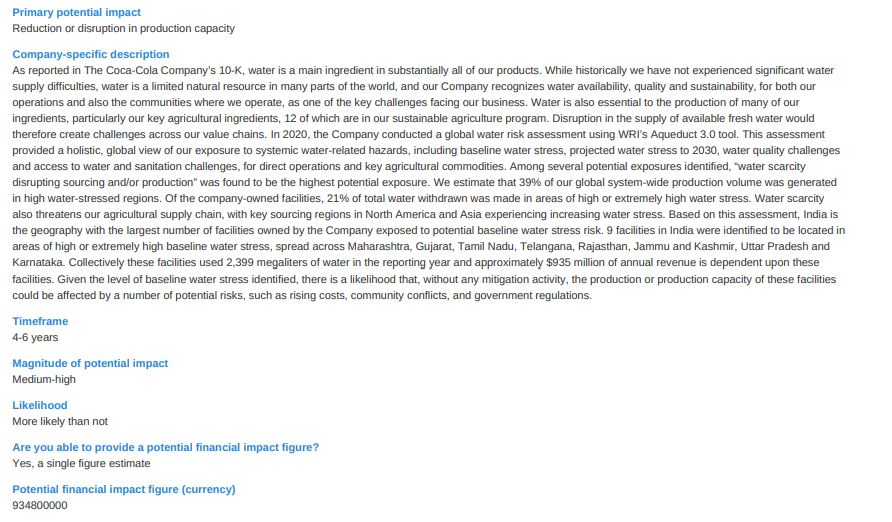 Primary potential impact
Reduction or disruption in production capacity
Company-specific description
As reported in The Coca-Cola Company's 10-K, water is a main ingredient in substantially all of our products. While historically we have not experienced significant water
supply difficulties, water is a limited natural resource in many parts of the world, and our Company recognizes water availability, quality and sustainability, for both our
operations and also the communities where we operate, as one of the key challenges facing our business. Water is also essential to the production of many of our
ingredients, particularly our key agricultural ingredients, 12 of which are in our sustainable agriculture program. Disruption in the supply of available fresh water would
therefore create challenges across our value chains. In 2020, the Company conducted a global water risk assessment using WRI's Aqueduct 3.0 tool. This assessment
provided a holistic, global view of our exposure to systemic water-related hazards, including baseline water stress, projected water stress to 2030, water quality challenges
and access to water and sanitation challenges, for direct operations and key agricultural commodities. Among several potential exposures identified, “water scarcity
disrupting sourcing and/or production” was found to be the highest potential exposure. We estimate that 39% of our global system-wide production volume was generated
in high water-stressed regions. Of the company-owned facilities, 21% of total water withdrawn was made in areas of high or extremely high water stress. Water scarcity
also threatens our agricultural supply chain, with key sourcing regions in North America and Asia experiencing increasing water stress. Based on this assessment, India is
the geography with the largest number of facilities owned by the Company exposed to potential baseline water stress risk. 9 facilities in India were identified to be located in
areas of high or extremely high baseline water stress, spread across Maharashtra, Gujarat, Tamil Nadu, Telangana, Rajasthan, Jammu and Kashmir, Uttar Pradesh and
Karnataka. Collectively these facilities used 2,399 megaliters of water in the reporting year and approximately $935 million of annual revenue is dependent upon these
facilities. Given the level of baseline water stress identified, there is a likelihood that, without any mitigation activity, the production or production capacity of these facilities
could be affected by a number of potential risks, such as rising costs, community conflicts, and government regulations.
Timeframe
4-6 years
Magnitude of potential impact
Medium-high
Likelihood
More likely than not
Are you able to provide a potential financial impact figure?
Yes, a single figure estimate
Potential financial impact figure (currency)
934800000